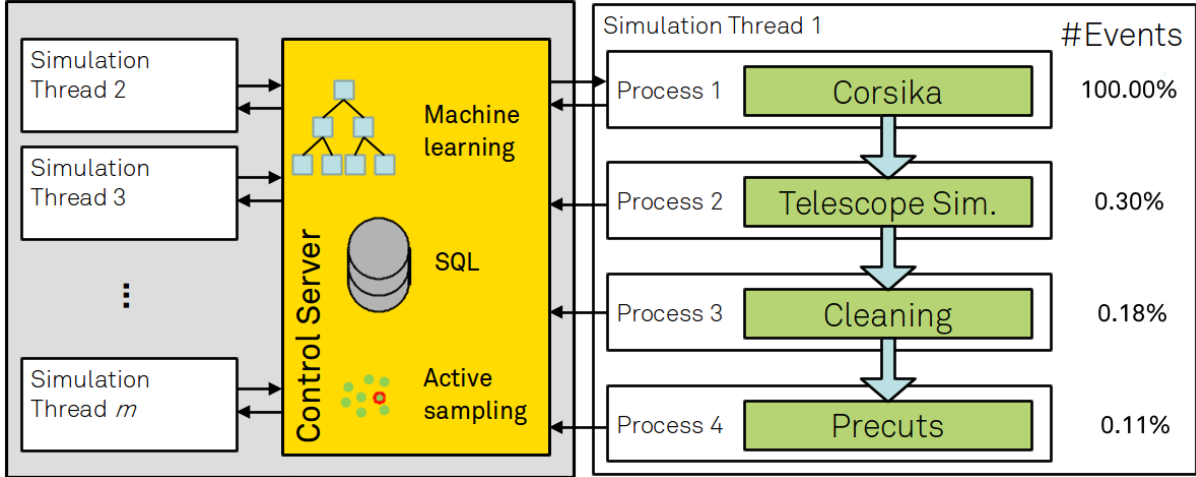 Simulation
Thread 2
Simulation
Thread 3
...
Simulation
Thread m
Control Server
Machine
learning
SQL
Active
sampling
Simulation Thread 1
#Events
Process 1
Corsika
100.00%
Process 2
Telescope Sim.
0.30%
Process 3
Cleaning
0.18%
Process 4
Precuts
0.11%